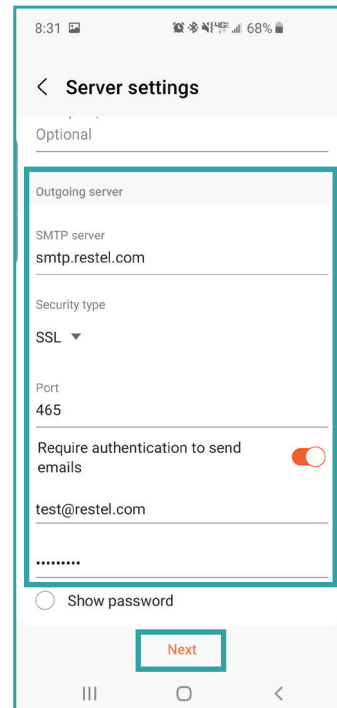 8:31 68%
< Server settings
Optional
Outgoing server
SMTP server
smtp.restel.com
Security type
SSL
Port
465
Require authentication to send
emails
test@restel.com
•••••••••
Show password
Next